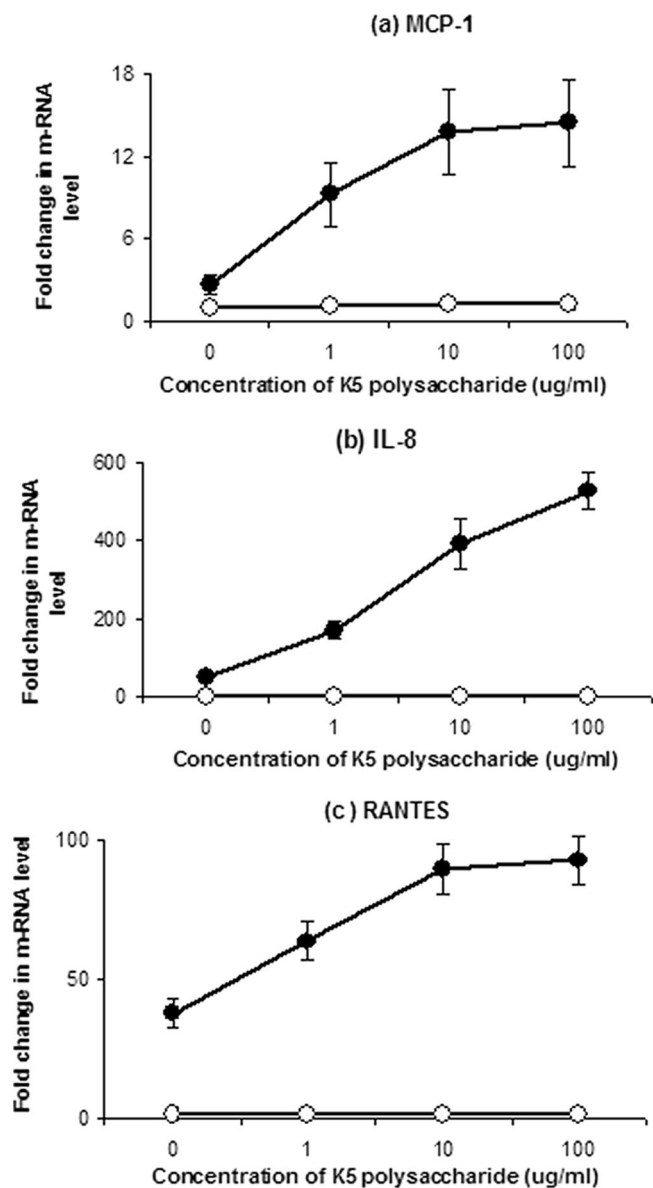 (a) MCP-1
Fold change in m-RNA
level
18
12
6
0
0 1 10 100
Concentration of K5 polysaccharide (ug/ml)
(b) IL-8
Fold change in m-RNA
level
600
400
200
0
0 1 10 100
Concentration of K5 polysaccharide (ug/ml)
(c ) RANTES
Fold change in m-RNA level
100
50
0
0 1 10 100
Concentration of K5 polysaccharide (ug/ml)